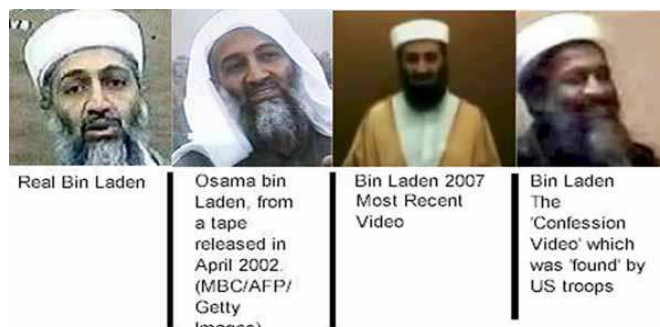 Real Bin Laden
Osama bin
Laden, from
a tape
released in
April 2002.
(MBC/AFP/
Getty
Images)
Bin Laden 2007
Most Recent
Video
Bin Laden
The
'Confession
Video' which
was 'found' by
US troops